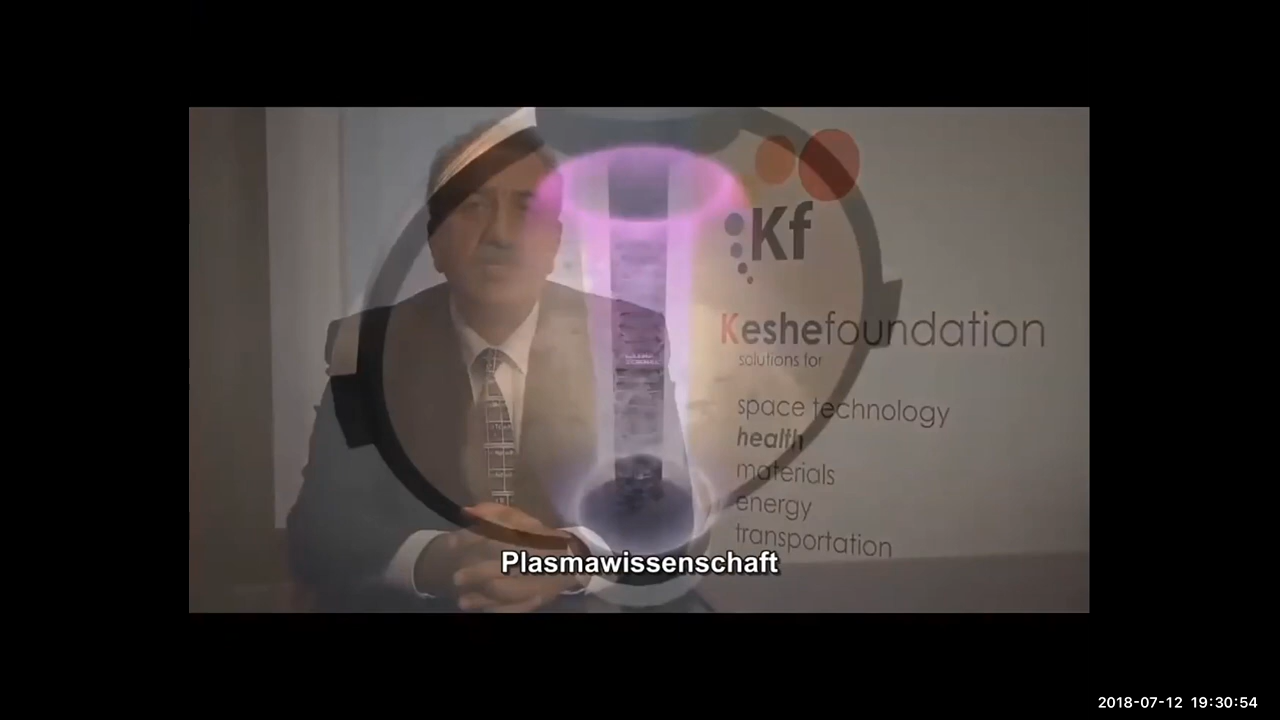 Kf
Keshefoundation
solutions for
space technology
health
materials
energy
transportation
Plasmawissenschaft
2018-07-12 19:30:54